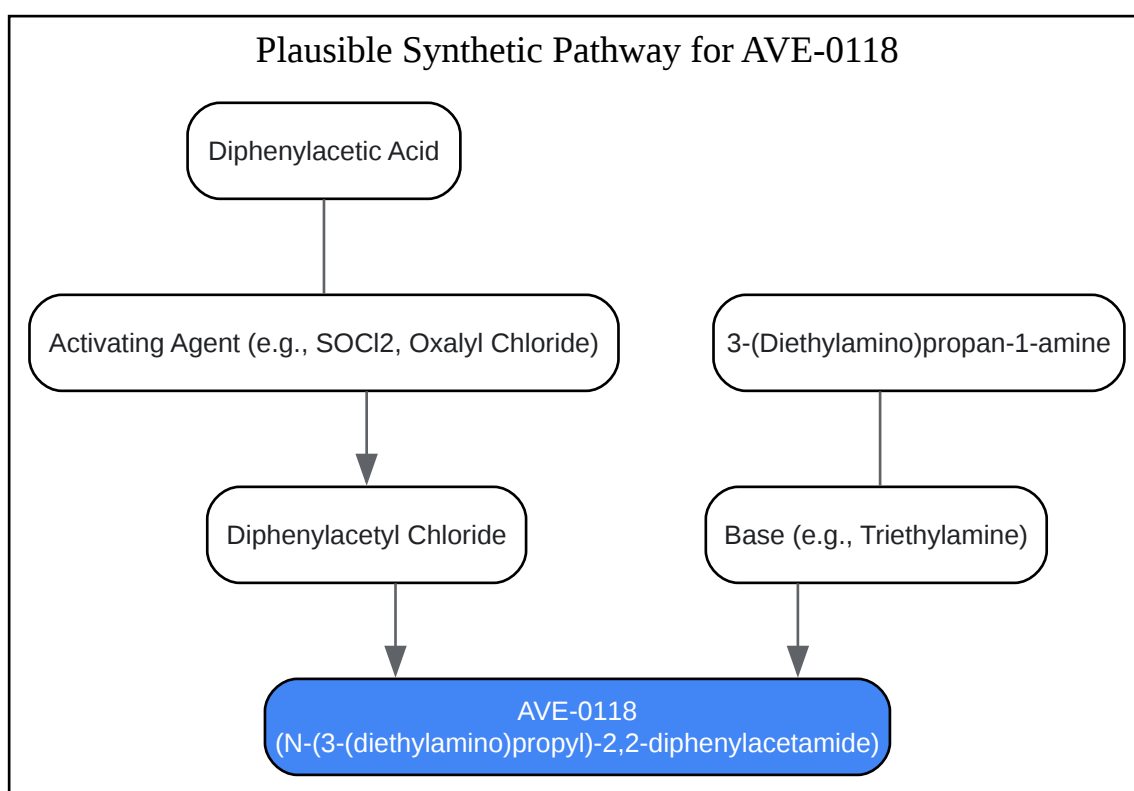 Plausible Synthetic Pathway for AVE-0118
Diphenylacetic Acid
Activating Agent (e.g., SOCl2, Oxalyl Chloride)
3-(Diethylamino)propan-1-amine
Diphenylacetyl Chloride
Base (e.g., Triethylamine)
AVE-0118
(N-(3-(diethylamino)propyl)-2,2-diphenylacetamide)